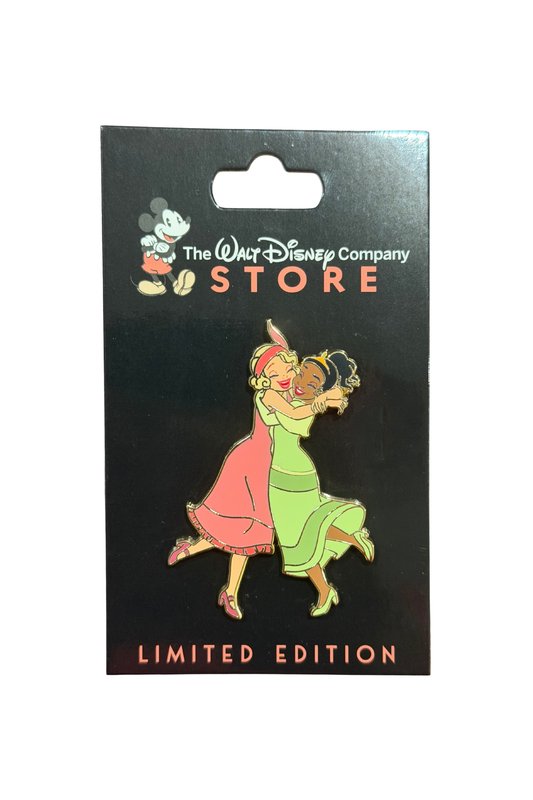 The WALT DISNEY Company
STORE
LIMITED EDITION